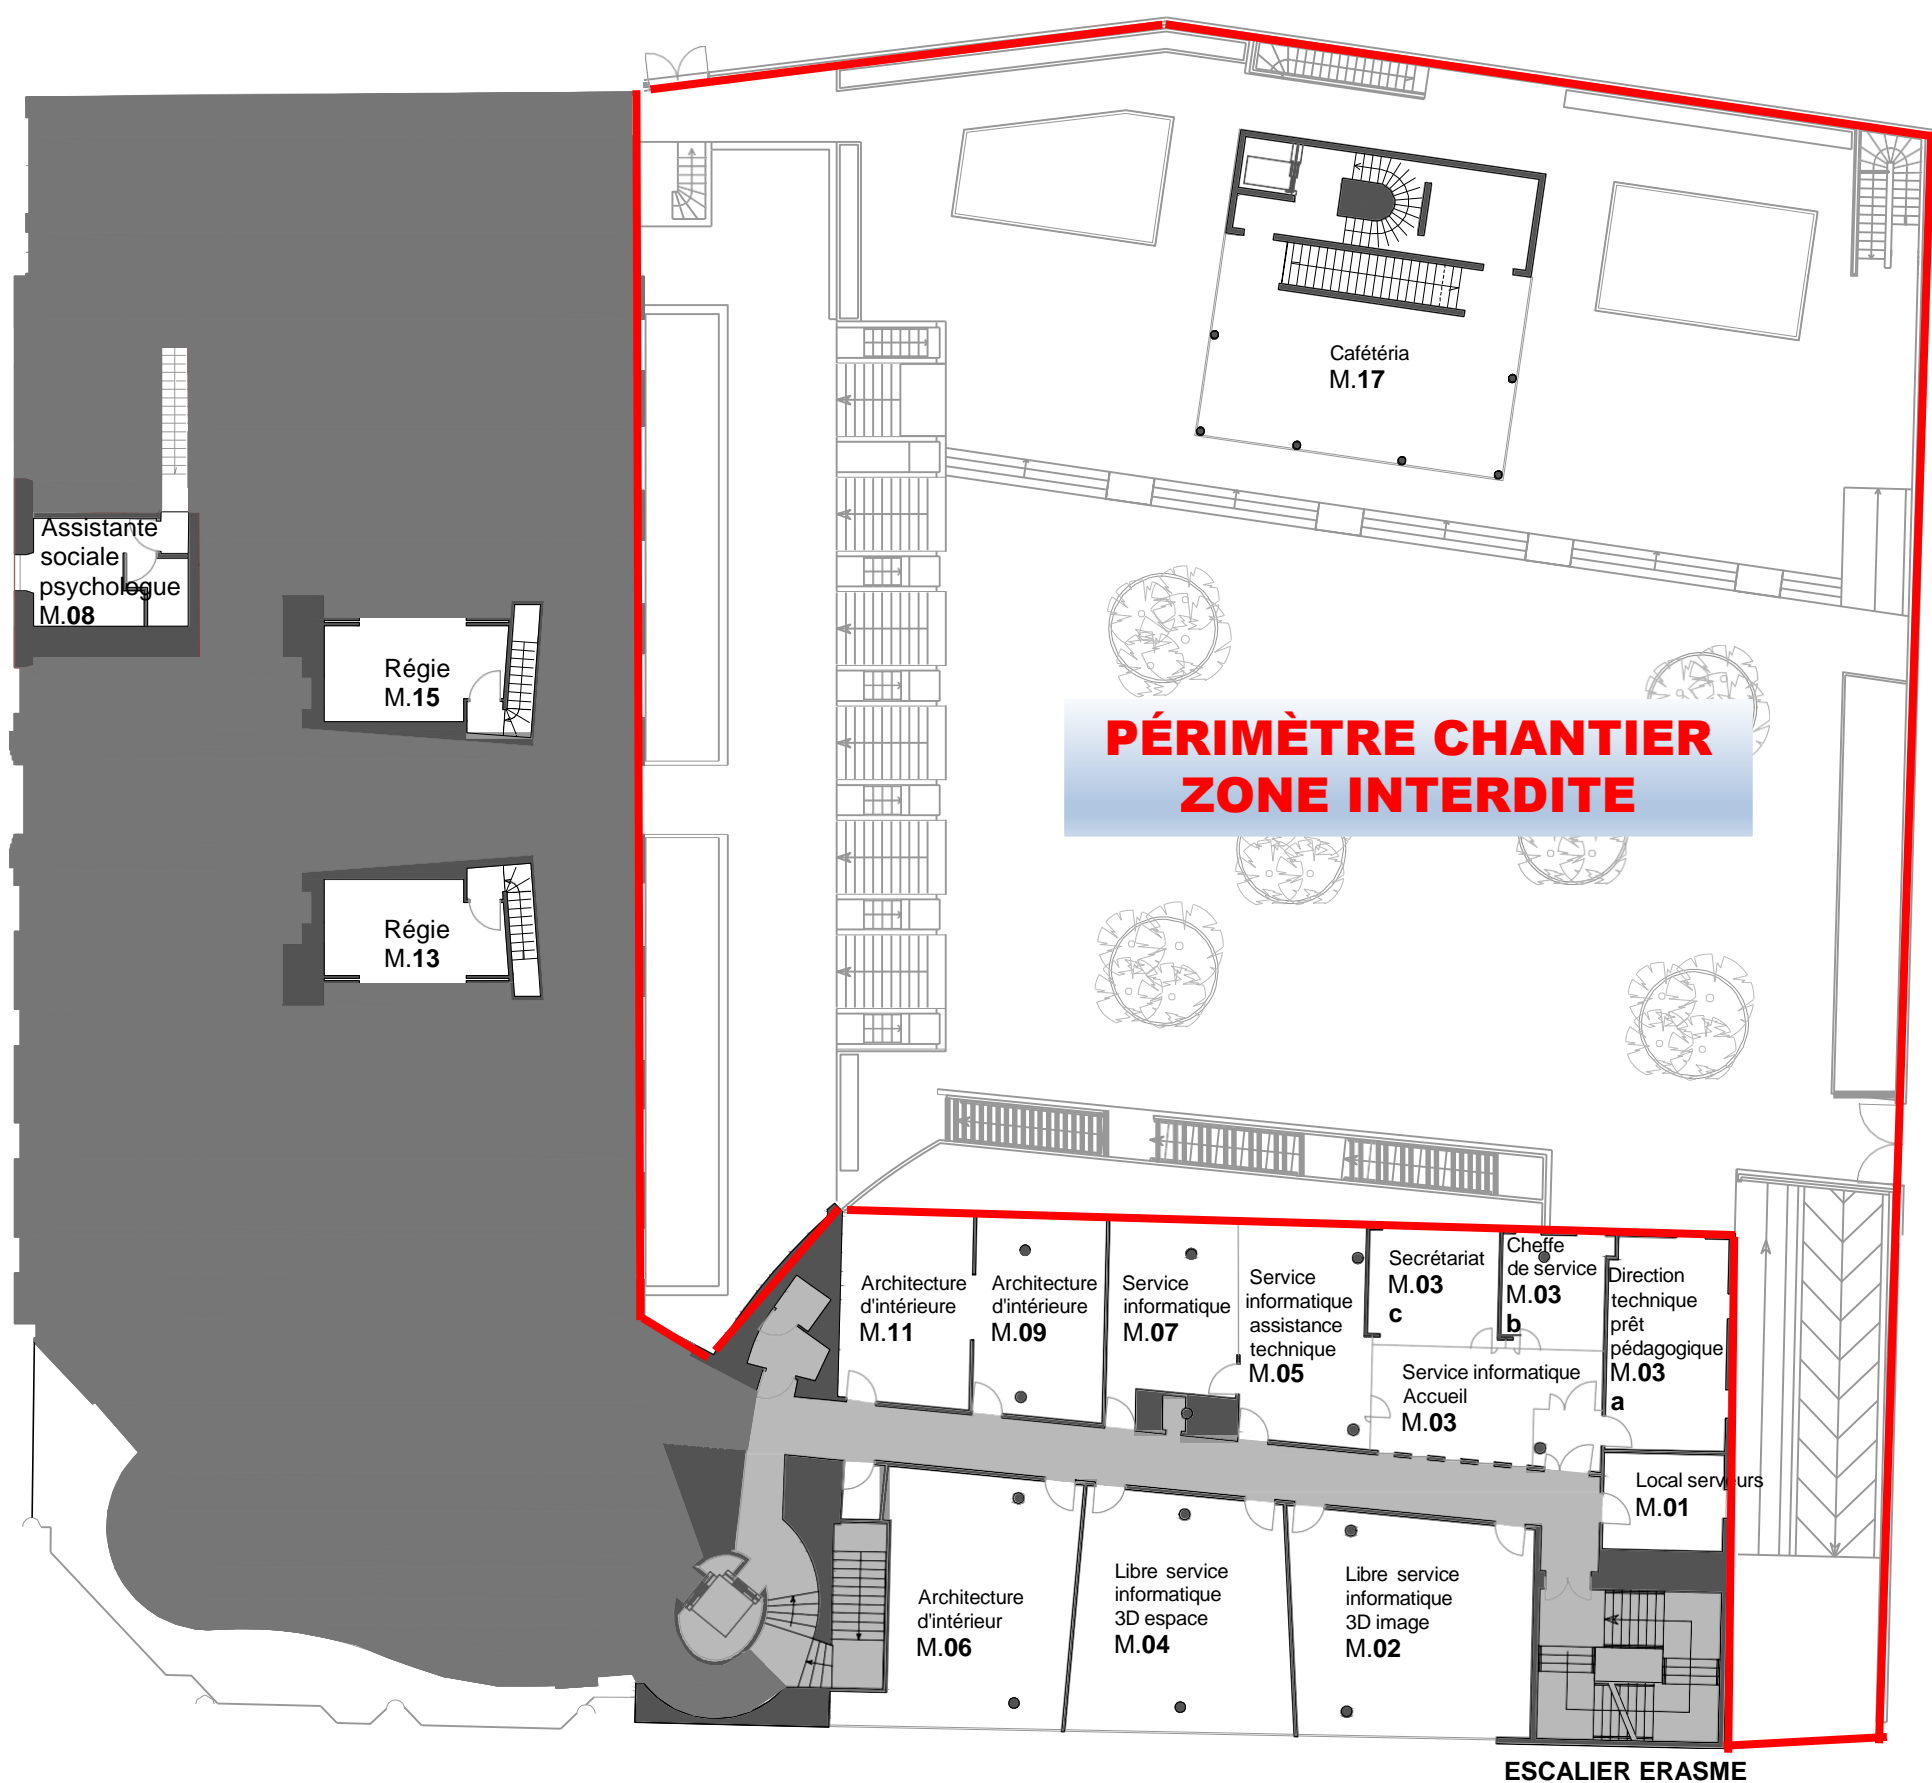 Cafétéria
M.17
Assistante
sociale
psychologue
M.08
Régie
M.15
PÉRIMÈTRE CHANTIER
ZONE INTERDITE
Régie
M.13
Architecture
d'intérieure
M.11
Architecture
d'intérieure
M.09
Service
informatique
M.07
Service
informatique
assistance
technique
M.05
Secrétariat
M.03
c
Cheffe
de service
M.03
b
Direction
technique
prêt
pédagogique
M.03
a
Service informatique
Accueil
M.03
Local serveurs
M.01
Architecture
d'intérieur
M.06
Libre service
informatique
3D espace
M.04
Libre service
informatique
3D image
M.02
ESCALIER ERASME